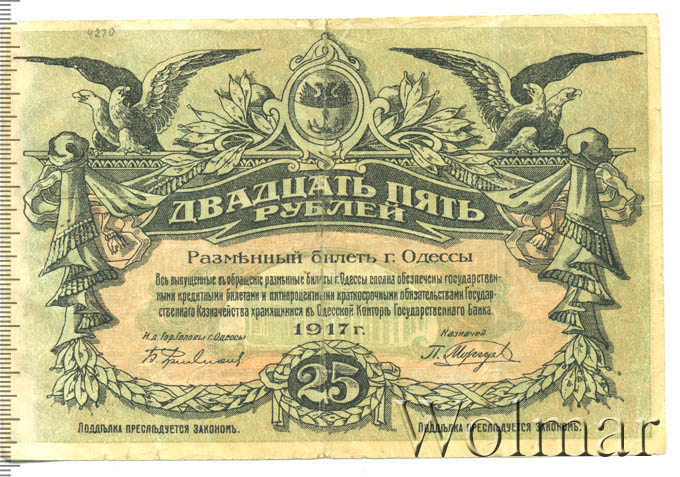 4270
ДВАДЦАТЬ ПЯТЬ
РУБЛЕЙ
Размѣнный билетъ г. Одессы
Всѣ выпущенные въ обращенiе размѣнные билеты г. Одессы сполна обезпечены государствен-
ными кредитными билетами и пятипроцентными краткосрочными обязательствами Государ-
ственнаго Казначейства хранящимися въ Одесской Конторѣ Государственнаго Банка.
1917 г.
И.д. Гор. Головы г. Одессы Казначей
25
Поддѣлка преслѣдуется закономъ. Поддѣлка преслѣдуется закономъ.
Wolmar